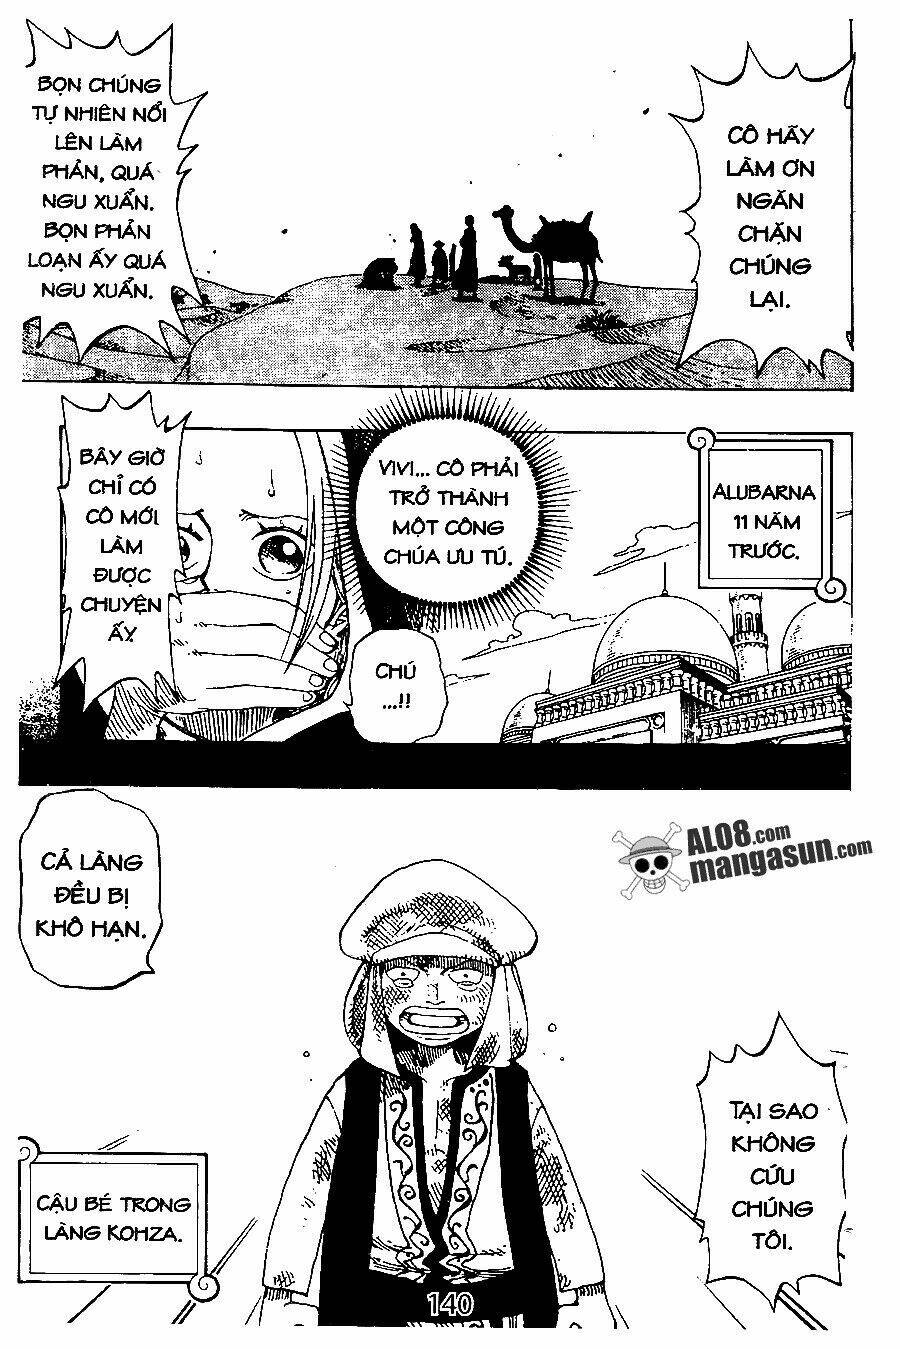 CÔ HÃY
LÀM ƠN
NGĂN
CHẶN
CHÚNG
LẠI.
BỌN CHÚNG
TỰ NHIÊN NỔI
LÊN LÀM
PHẢN, QUÁ
NGU XUẨN.
BỌN PHẢN
LOẠN ẤY QUÁ
NGU XUẨN.
ALUBARNA
11 NĂM
TRƯỚC.
VIVI... CÔ PHẢI
TRỞ THÀNH
MỘT CÔNG
CHÚA ƯU TÚ.
CHÚ
...!!
BÂY GIỜ
CHỈ CÓ
CÔ MỚI
LÀM
ĐƯỢC
CHUYỆN
ẤY.
AL08.com
mangasun.com
CẢ LÀNG
ĐỀU BỊ
KHÔ HẠN.
TẠI SAO
KHÔNG
CỨU
CHÚNG
TÔI.
CẬU BÉ TRONG
LÀNG KOHZA.
140